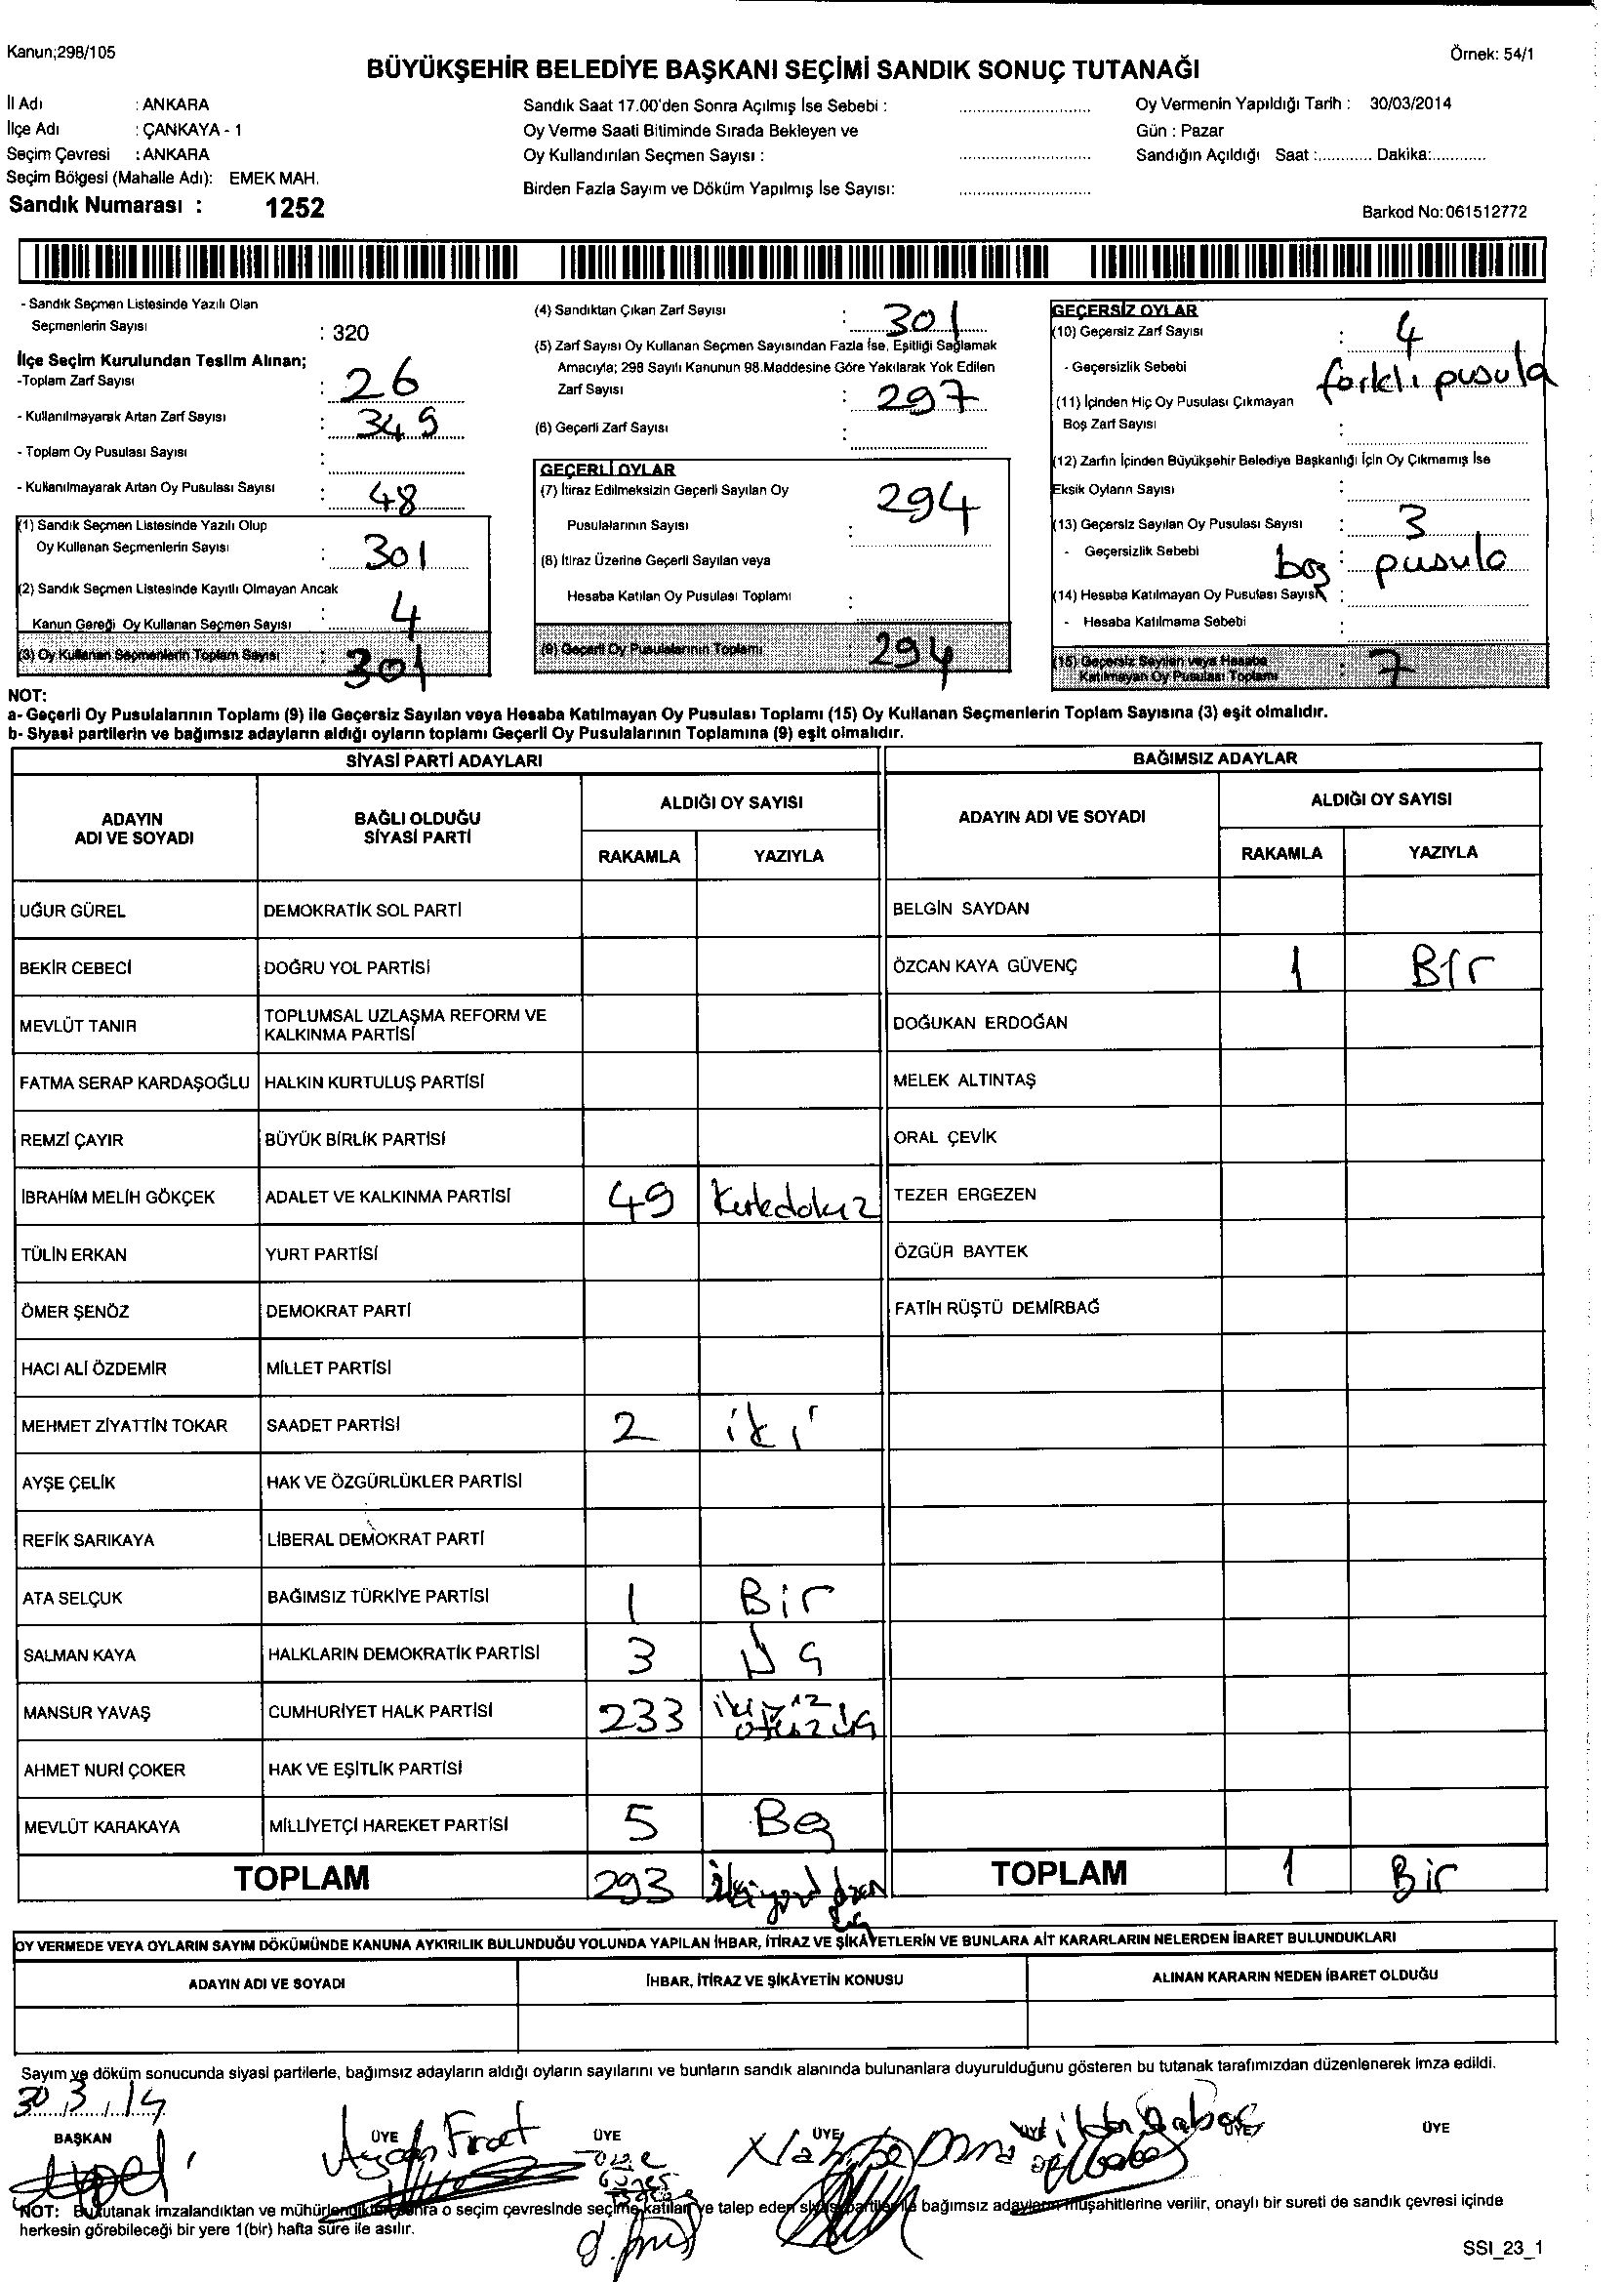 Kanun;298/105
Örnek: 54/1
BÜYÜKŞEHİR BELEDİYE BAŞKANI SEÇİMİ SANDIK SONUÇ TUTANAĞI
İl Adı : ANKARA
İlçe Adı : ÇANKAYA - 1
Seçim Çevresi : ANKARA
Seçim Bölgesi (Mahalle Adı): EMEK MAH.
Sandık Numarası : 1252
Sandık Saat 17.00'den Sonra Açılmış İse Sebebi :
Oy Verme Saati Bitiminde Sırada Bekleyen ve
Oy Kullandırılan Seçmen Sayısı :
Birden Fazla Sayım ve Döküm Yapılmış İse Sayısı:
Oy Vermenin Yapıldığı Tarih : 30/03/2014
Gün : Pazar
Sandığın Açıldığı Saat :............ Dakika:............
Barkod No:061512772
- Sandık Seçmen Listesinde Yazılı Olan
Seçmenlerin Sayısı : 320
İlçe Seçim Kurulundan Teslim Alınan;
-Toplam Zarf Sayısı : 26
- Kullanılmayarak Artan Zarf Sayısı : 349
- Toplam Oy Pusulası Sayısı :
- Kullanılmayarak Artan Oy Pusulası Sayısı : 48
(1) Sandık Seçmen Listesinde Yazılı Olup
Oy Kullanan Seçmenlerin Sayısı : 301
(2) Sandık Seçmen Listesinde Kayıtlı Olmayan Ancak
Kanun Gereği Oy Kullanan Seçmen Sayısı : 4
(3) Oy Kullanan Seçmenlerin Toplam Sayısı : 301
(4) Sandıktan Çıkan Zarf Sayısı : 301
(5) Zarf Sayısı Oy Kullanan Seçmen Sayısından Fazla İse, Eşitliği Sağlamak
Amacıyla; 298 Sayılı Kanunun 98.Maddesine Göre Yakılarak Yok Edilen
Zarf Sayısı : 297
(6) Geçerli Zarf Sayısı :
GEÇERLİ OYLAR
(7) İtiraz Edilmeksizin Geçerli Sayılan Oy
Pusulalarının Sayısı : 294
(8) İtiraz Üzerine Geçerli Sayılan veya
Hesaba Katılan Oy Pusulası Toplamı :
(9) Geçerli Oy Pusulalarının Toplamı : 294
GEÇERSİZ OYLAR
(10) Geçersiz Zarf Sayısı : 4
- Geçersizlik Sebebi : farklı pusula
(11) İçinden Hiç Oy Pusulası Çıkmayan
Boş Zarf Sayısı :
(12) Zarfın İçinden Büyükşehir Belediye Başkanlığı İçin Oy Çıkmamış İse
Eksik Oyların Sayısı :
(13) Geçersiz Sayılan Oy Pusulası Sayısı : 3
- Geçersizlik Sebebi : boş pusula
(14) Hesaba Katılmayan Oy Pusulası Sayısı :
- Hesaba Katılmama Sebebi :
(15) Geçersiz Sayılan veya Hesaba
Katılmayan Oy Pusulası Toplamı : 7
NOT:
a- Geçerli Oy Pusulalarının Toplamı (9) ile Geçersiz Sayılan veya Hesaba Katılmayan Oy Pusulası Toplamı (15) Oy Kullanan Seçmenlerin Toplam Sayısına (3) eşit olmalıdır.
b- Siyasi partilerin ve bağımsız adayların aldığı oyların toplamı Geçerli Oy Pusulalarının Toplamına (9) eşit olmalıdır.
SİYASİ PARTİ ADAYLARI
ADAYIN ADI VE SOYADI
BAĞLI OLDUĞU SİYASİ PARTİ
ALDIĞI OY SAYISI
RAKAMLA YAZIYLA
UĞUR GÜREL DEMOKRATİK SOL PARTİ
BEKİR CEBECİ DOĞRU YOL PARTİSİ
MEVLÜT TANIR TOPLUMSAL UZLAŞMA REFORM VE KALKINMA PARTİSİ
FATMA SERAP KARDAŞOĞLU HALKIN KURTULUŞ PARTİSİ
REMZİ ÇAYIR BÜYÜK BİRLİK PARTİSİ
İBRAHİM MELİH GÖKÇEK ADALET VE KALKINMA PARTİSİ 49 Kırkdokuz
TÜLİN ERKAN YURT PARTİSİ
ÖMER ŞENÖZ DEMOKRAT PARTİ
HACI ALİ ÖZDEMİR MİLLET PARTİSİ
MEHMET ZİYATTİN TOKAR SAADET PARTİSİ 2 iki
AYŞE ÇELİK HAK VE ÖZGÜRLÜKLER PARTİSİ
REFİK SARIKAYA LİBERAL DEMOKRAT PARTİ
ATA SELÇUK BAĞIMSIZ TÜRKİYE PARTİSİ 1 Bir
SALMAN KAYA HALKLARIN DEMOKRATİK PARTİSİ 3 Üç
MANSUR YAVAŞ CUMHURİYET HALK PARTİSİ 233 ikiyüz otuzüç
AHMET NURİ ÇOKER HAK VE EŞİTLİK PARTİSİ
MEVLÜT KARAKAYA MİLLİYETÇİ HAREKET PARTİSİ 5 Beş
TOPLAM 293
BAĞIMSIZ ADAYLAR
ADAYIN ADI VE SOYADI
ALDIĞI OY SAYISI
RAKAMLA YAZIYLA
BELGİN SAYDAN
ÖZCAN KAYA GÜVENÇ 1 Bir
DOĞUKAN ERDOĞAN
MELEK ALTINTAŞ
ORAL ÇEVİK
TEZER ERGEZEN
ÖZGÜR BAYTEK
FATİH RÜŞTÜ DEMİRBAĞ
TOPLAM 1 Bir
OY VERMEDE VEYA OYLARIN SAYIM DÖKÜMÜNDE KANUNA AYKIRILIK BULUNDUĞU YOLUNDA YAPILAN İHBAR, İTİRAZ VE ŞİKÂYETLERİN VE BUNLARA AİT KARARLARIN NELERDEN İBARET BULUNDUKLARI
ADAYIN ADI VE SOYADI İHBAR, İTİRAZ VE ŞİKÂYETİN KONUSU ALINAN KARARIN NEDEN İBARET OLDUĞU
Sayım ve döküm sonucunda siyasi partilerle, bağımsız adayların aldığı oyların sayılarını ve bunların sandık alanında bulunanlara duyurulduğunu gösteren bu tutanak tarafımızdan düzenlenerek imza edildi.
30.3.14
BAŞKAN ÜYE ÜYE ÜYE ÜYE ÜYE ÜYE
NOT: Bu tutanak imzalandıktan ve mühürlendikten sonra o seçim çevresinde seçime katılan ve talep eden siyasi partiler ile bağımsız adayların müşahitlerine verilir, onaylı bir sureti de sandık çevresi içinde
herkesin görebileceği bir yere 1(bir) hafta süre ile asılır.
SSI_23_1